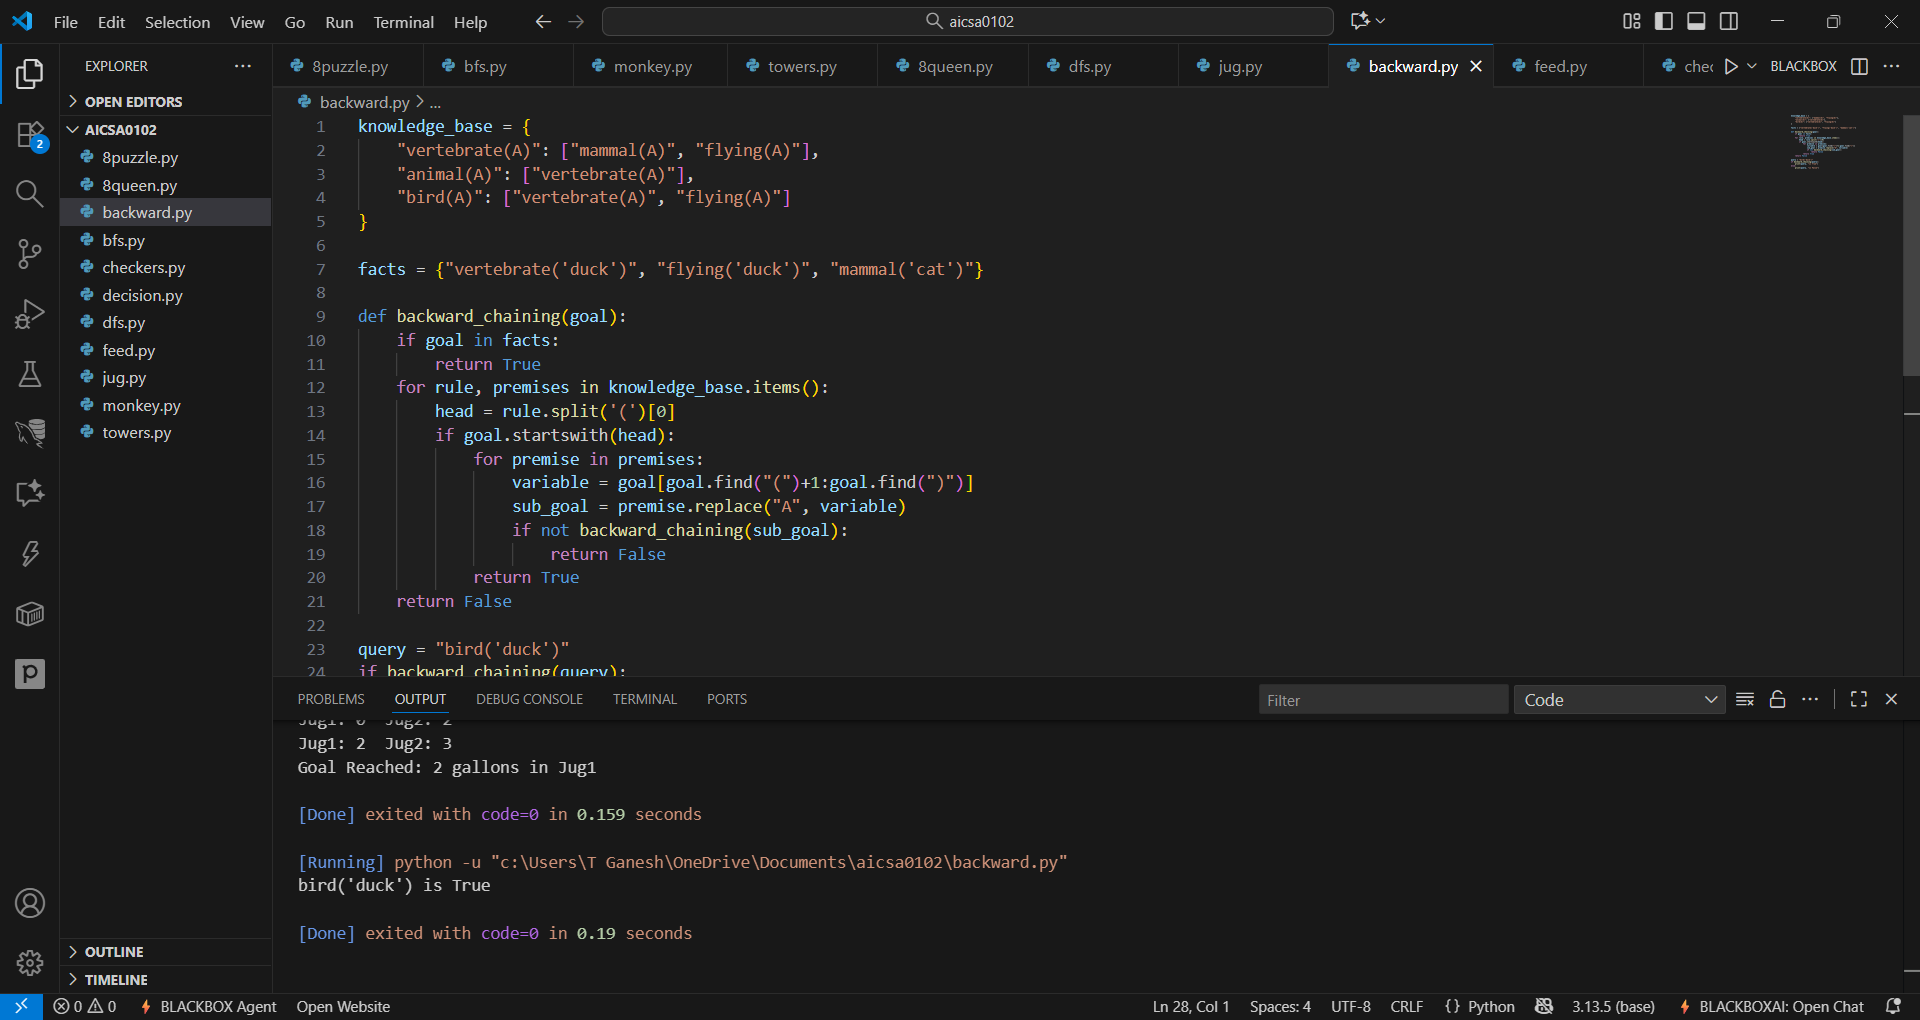 File Edit Selection View Go Run Terminal Help
aicsa0102
EXPLORER
OPEN EDITORS
AICSA0102
8puzzle.py
8queen.py
backward.py
bfs.py
checkers.py
decision.py
dfs.py
feed.py
jug.py
monkey.py
towers.py
OUTLINE
TIMELINE
2
8puzzle.py bfs.py monkey.py towers.py 8queen.py dfs.py jug.py backward.py feed.py chec BLACKBOX
backward.py > ...
1 knowledge_base = {
2 "vertebrate(A)": ["mammal(A)", "flying(A)"],
3 "animal(A)": ["vertebrate(A)"],
4 "bird(A)": ["vertebrate(A)", "flying(A)"]
5 }
6
7 facts = {"vertebrate('duck')", "flying('duck')", "mammal('cat')"}
8
9 def backward_chaining(goal):
10 if goal in facts:
11 return True
12 for rule, premises in knowledge_base.items():
13 head = rule.split('(')[0]
14 if goal.startswith(head):
15 for premise in premises:
16 variable = goal[goal.find("(")+1:goal.find(")")]
17 sub_goal = premise.replace("A", variable)
18 if not backward_chaining(sub_goal):
19 return False
20 return True
21 return False
22
23 query = "bird('duck')"
24 if backward_chaining(query):
PROBLEMS OUTPUT DEBUG CONSOLE TERMINAL PORTS
Filter
Code
Jug1: 0 Jug2: 2
Jug1: 2 Jug2: 3
Goal Reached: 2 gallons in Jug1
[Done] exited with code=0 in 0.159 seconds
[Running] python -u "c:\Users\T Ganesh\OneDrive\Documents\aicsa0102\backward.py"
bird('duck') is True
[Done] exited with code=0 in 0.19 seconds
0 0 BLACKBOX Agent Open Website Ln 28, Col 1 Spaces: 4 UTF-8 CRLF {} Python 3.13.5 (base) BLACKBOXAI: Open Chat